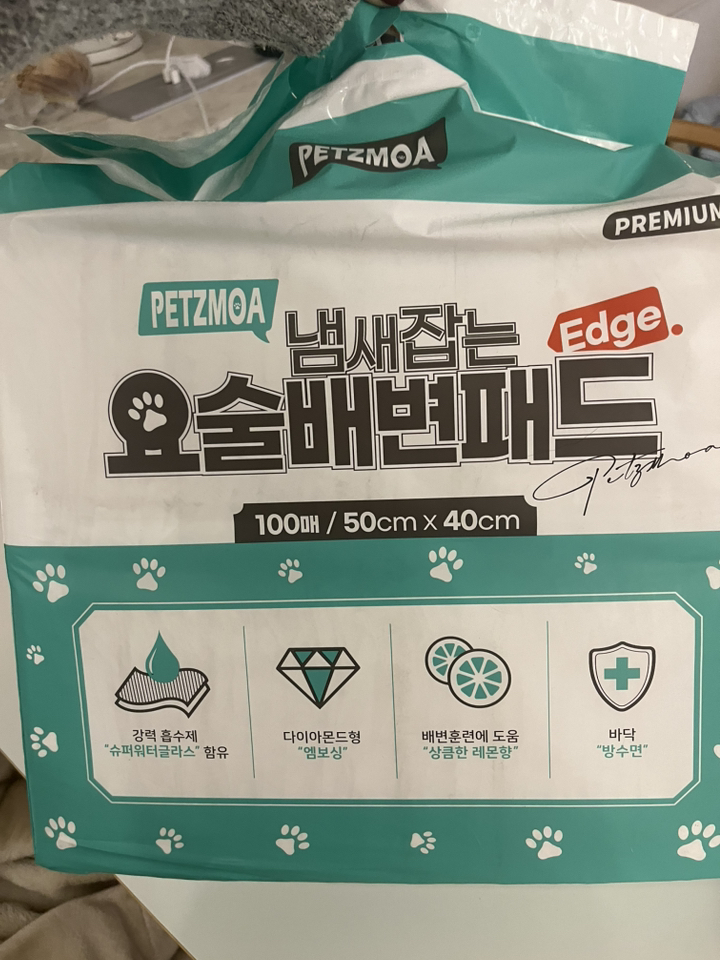 PETZMOA
PREMIUM
PETZMOA
냄새잡는
Edge.
요술배변패드
Petzmoa
100매 / 50cm x 40cm
강력 흡수제
“슈퍼워터글라스” 함유
다이아몬드형
“엠보싱”
배변훈련에 도움
“상큼한 레몬향”
바닥
“방수면”